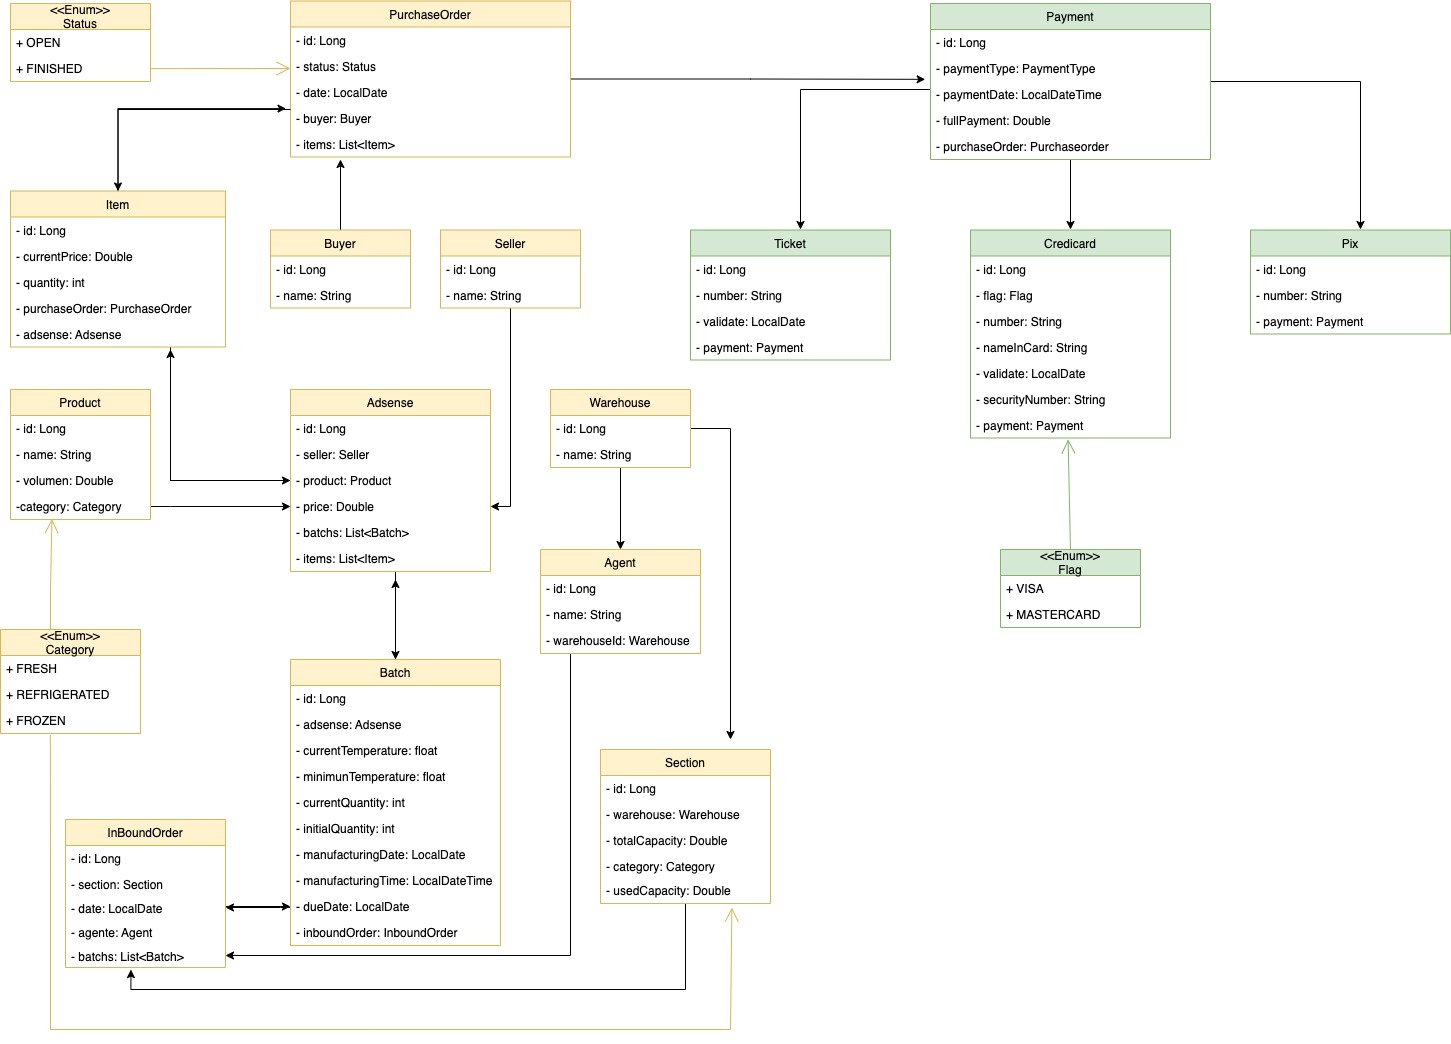 <<Enum>>
Status
+ OPEN
+ FINISHED
PurchaseOrder
- id: Long
- status: Status
- date: LocalDate
- buyer: Buyer
- items: List<Item>
Payment
- id: Long
- paymentType: PaymentType
- paymentDate: LocalDateTime
- fullPayment: Double
- purchaseOrder: Purchaseorder
Item
- id: Long
- currentPrice: Double
- quantity: int
- purchaseOrder: PurchaseOrder
- adsense: Adsense
Buyer
- id: Long
- name: String
Seller
- id: Long
- name: String
Ticket
- id: Long
- number: String
- validate: LocalDate
- payment: Payment
Credicard
- id: Long
- flag: Flag
- number: String
- nameInCard: String
- validate: LocalDate
- securityNumber: String
- payment: Payment
Pix
- id: Long
- number: String
- payment: Payment
Product
- id: Long
- name: String
- volumen: Double
-category: Category
Adsense
- id: Long
- seller: Seller
- product: Product
- price: Double
- batchs: List<Batch>
- items: List<Item>
Warehouse
- id: Long
- name: String
Agent
- id: Long
- name: String
- warehouseId: Warehouse
<<Enum>>
Flag
+ VISA
+ MASTERCARD
<<Enum>>
Category
+ FRESH
+ REFRIGERATED
+ FROZEN
Batch
- id: Long
- adsense: Adsense
- currentTemperature: float
- minimunTemperature: float
- currentQuantity: int
- initialQuantity: int
- manufacturingDate: LocalDate
- manufacturingTime: LocalDateTime
- dueDate: LocalDate
- inboundOrder: InboundOrder
Section
- id: Long
- warehouse: Warehouse
- totalCapacity: Double
- category: Category
- usedCapacity: Double
InBoundOrder
- id: Long
- section: Section
- date: LocalDate
- agente: Agent
- batchs: List<Batch>